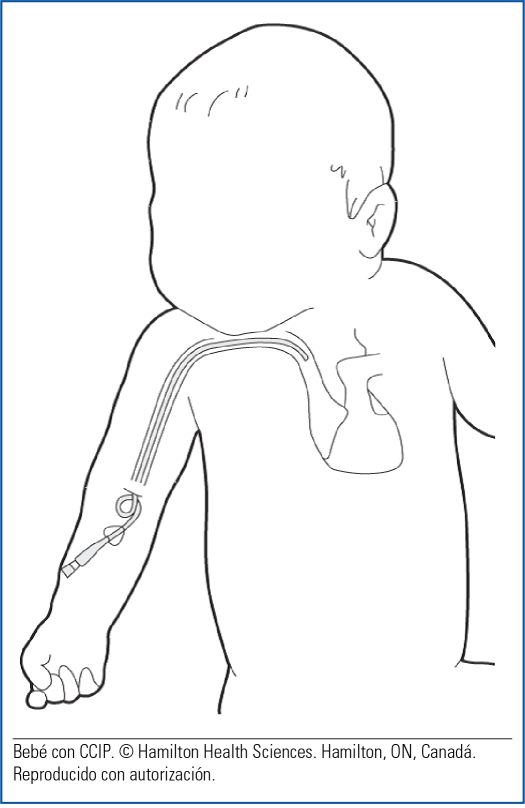 Bebé con CCIP. © Hamilton Health Sciences. Hamilton, ON, Canadá.
Reproducido con autorización.